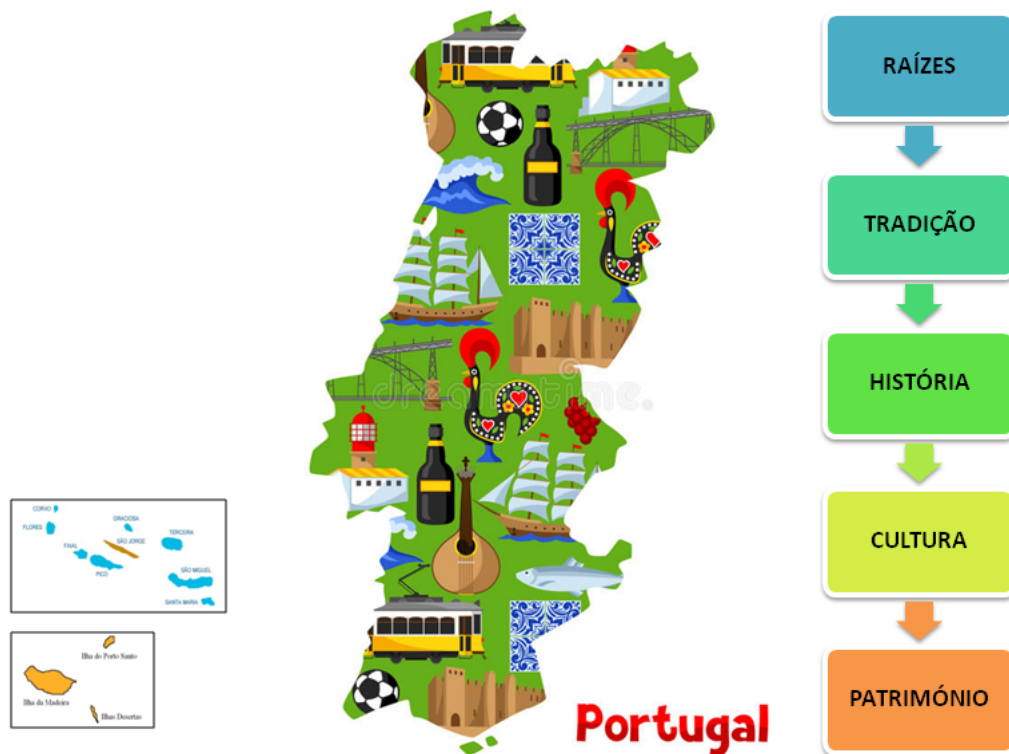 RAÍZES
TRADIÇÃO
HISTÓRIA
CULTURA
PATRIMÓNIO
dreamstime.
CORVO
FLORES
GRACIOSA
FAIAL
SÃO JORGE
TERCEIRA
PICO
SÃO MIGUEL
SANTA MARIA
Ilha do Porto Santo
Ilha da Madeira
Ilhas Desertas
Portugal